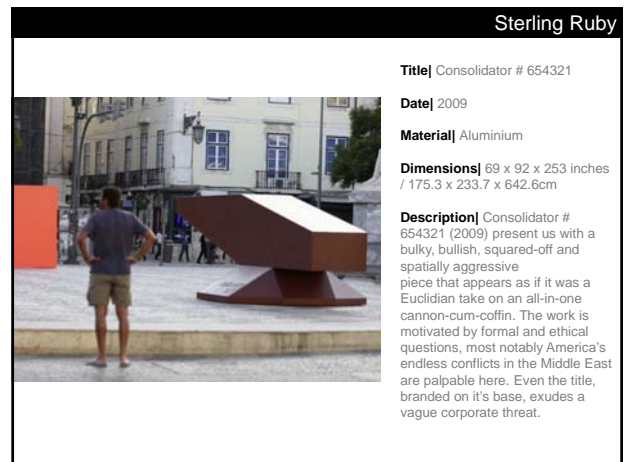 Sterling Ruby
Title| Consolidator # 654321
Date| 2009
Material| Aluminium
Dimensions| 69 x 92 x 253 inches
/ 175.3 x 233.7 x 642.6cm
Description| Consolidator #
654321 (2009) present us with a
bulky, bullish, squared-off and
spatially aggressive
piece that appears as if it was a
Euclidian take on an all-in-one
cannon-cum-coffin. The work is
motivated by formal and ethical
questions, most notably America's
endless conflicts in the Middle East
are palpable here. Even the title,
branded on it's base, exudes a
vague corporate threat.